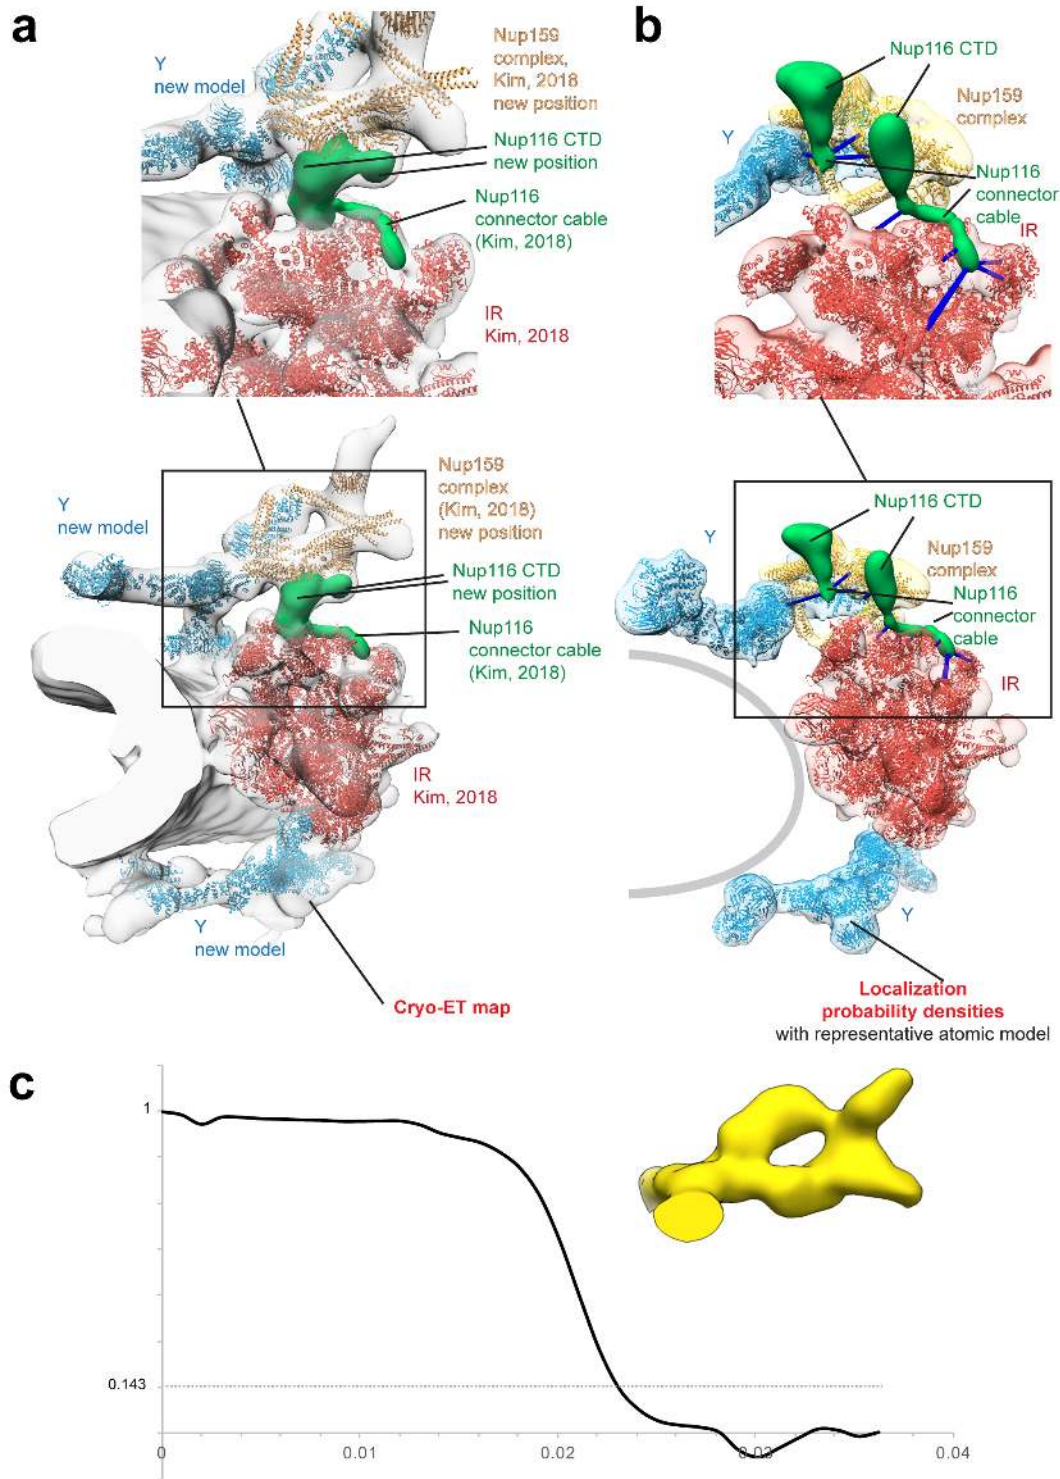 a
Y
new model
Nup159
complex,
Kim, 2018
new position
Nup116 CTD
new position
Nup116
connector cable
(Kim, 2018)
IR
Kim, 2018
Y
new model
Nup159
complex
(Kim, 2018)
new position
Nup116 CTD
new position
Nup116
connector cable
(Kim, 2018)
IR
Kim, 2018
Y
new model
Cryo-ET map
b
Nup116 CTD
Nup159
complex
Y
Nup116
connector
cable
IR
Nup116 CTD
Y
Nup159
complex
Nup116
connector
cable
IR
Y
Localization
probability densities
with representative atomic model
c
1
0.143
0
0.01
0.02
0.03
0.04